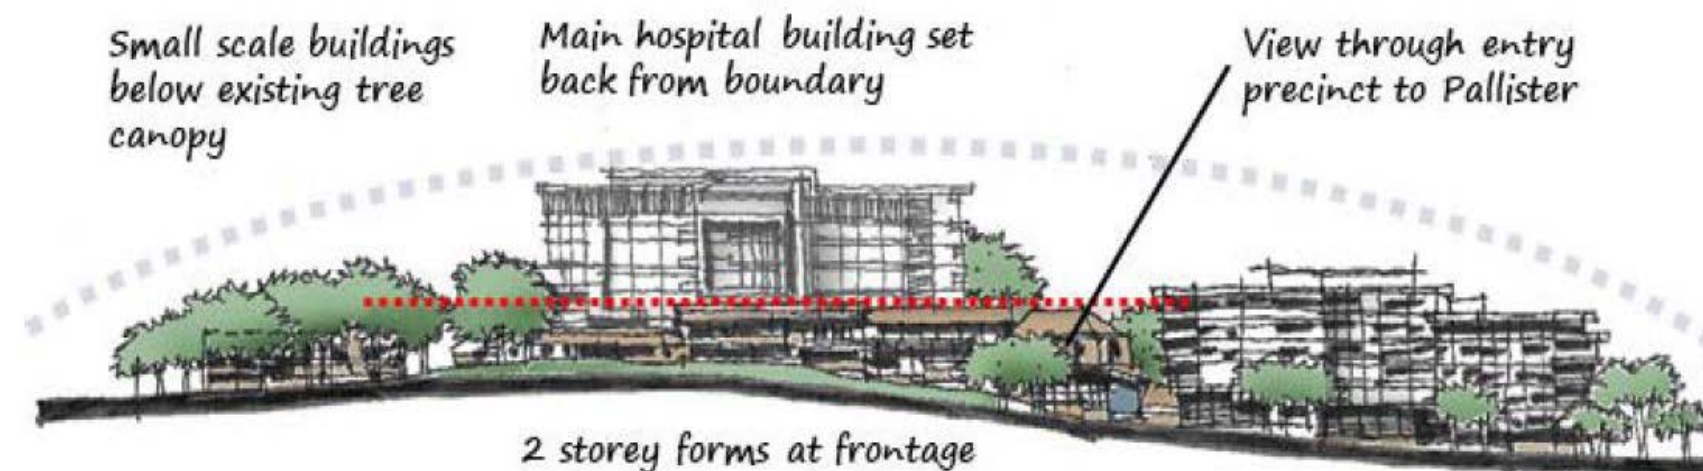 Small scale buildings
below existing tree
canopy
Main hospital building set
back from boundary
View through entry
precinct to Pallister
2 storey forms at frontage